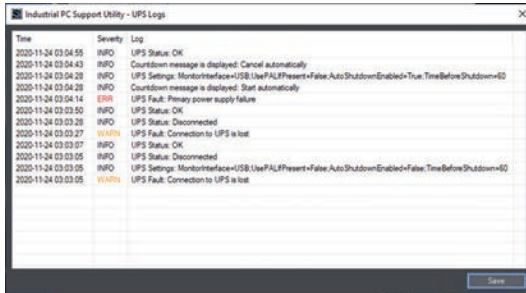 Industrial PC Support Utility - UPS Logs
Time Severity Log
2020-11-24 03:04:55 INFO UPS Status: OK
2020-11-24 03:04:43 INFO Countdown message is displayed: Cancel automatically
2020-11-24 03:04:28 INFO UPS Settings: MonitorInterface=USB;UsePALIfPresent=False;AutoShutdownEnabled=True;TimeBeforeShutdown=60
2020-11-24 03:04:28 INFO Countdown message is displayed: Start automatically
2020-11-24 03:04:14 ERR UPS Fault: Primary power supply failure
2020-11-24 03:03:50 INFO UPS Status: OK
2020-11-24 03:03:28 INFO UPS Status: Disconnected
2020-11-24 03:03:27 WARN UPS Fault: Connection to UPS is lost
2020-11-24 03:03:07 INFO UPS Status: OK
2020-11-24 03:03:05 INFO UPS Status: Disconnected
2020-11-24 03:03:05 INFO UPS Settings: MonitorInterface=USB;UsePALIfPresent=False;AutoShutdownEnabled=False;TimeBeforeShutdown=60
2020-11-24 03:03:05 WARN UPS Fault: Connection to UPS is lost
Save